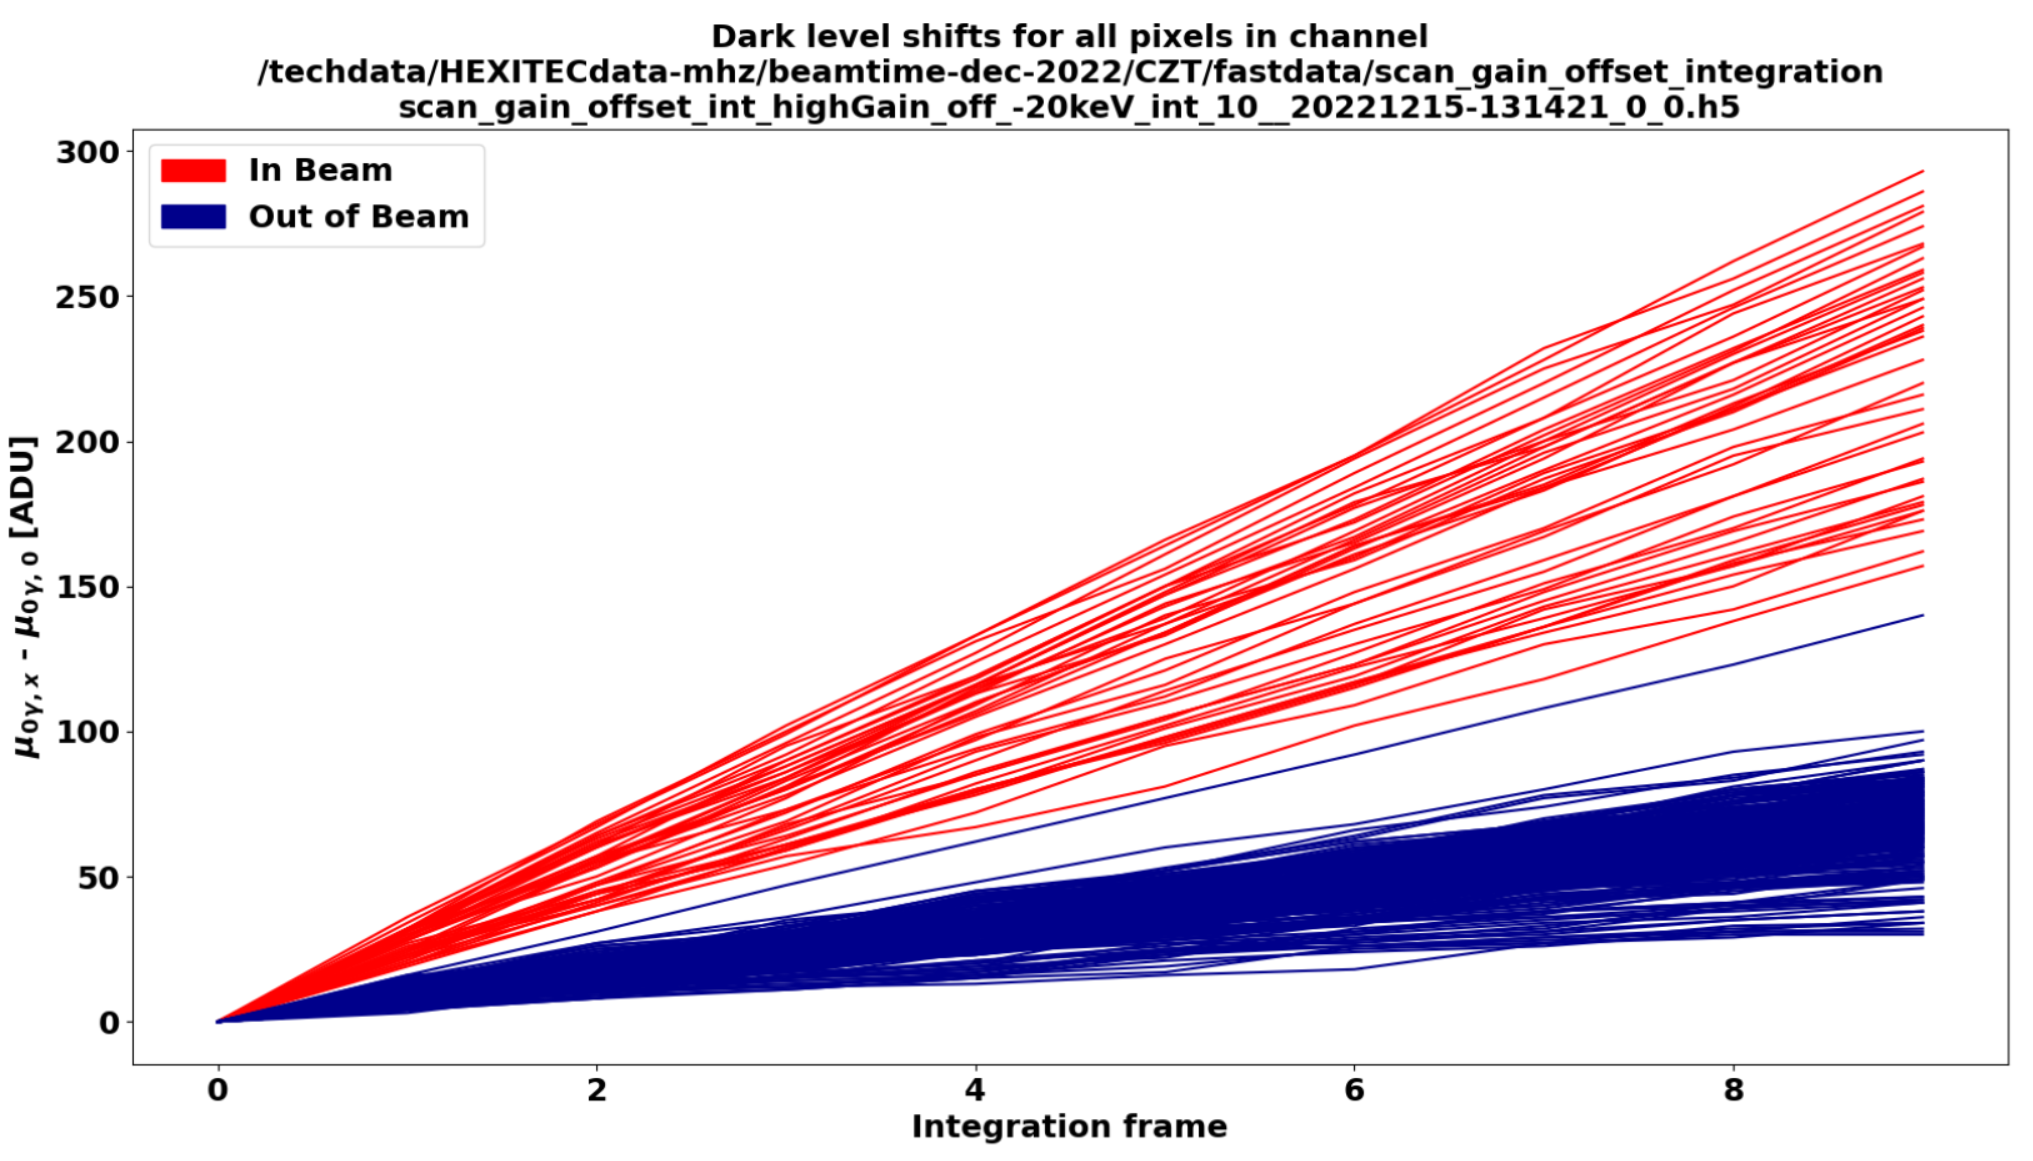 Dark level shifts for all pixels in channel
/techdata/HEXITECdata-mhz/beamtime-dec-2022/CZT/fastdata/scan_gain_offset_integration
scan_gain_offset_int_highGain_off_-20keV_int_10__20221215-131421_0_0.h5
In Beam
Out of Beam
300
250
200
150
100
50
0
μ0γ, x - μ0γ, 0 [ADU]
0 2 4 6 8
Integration frame